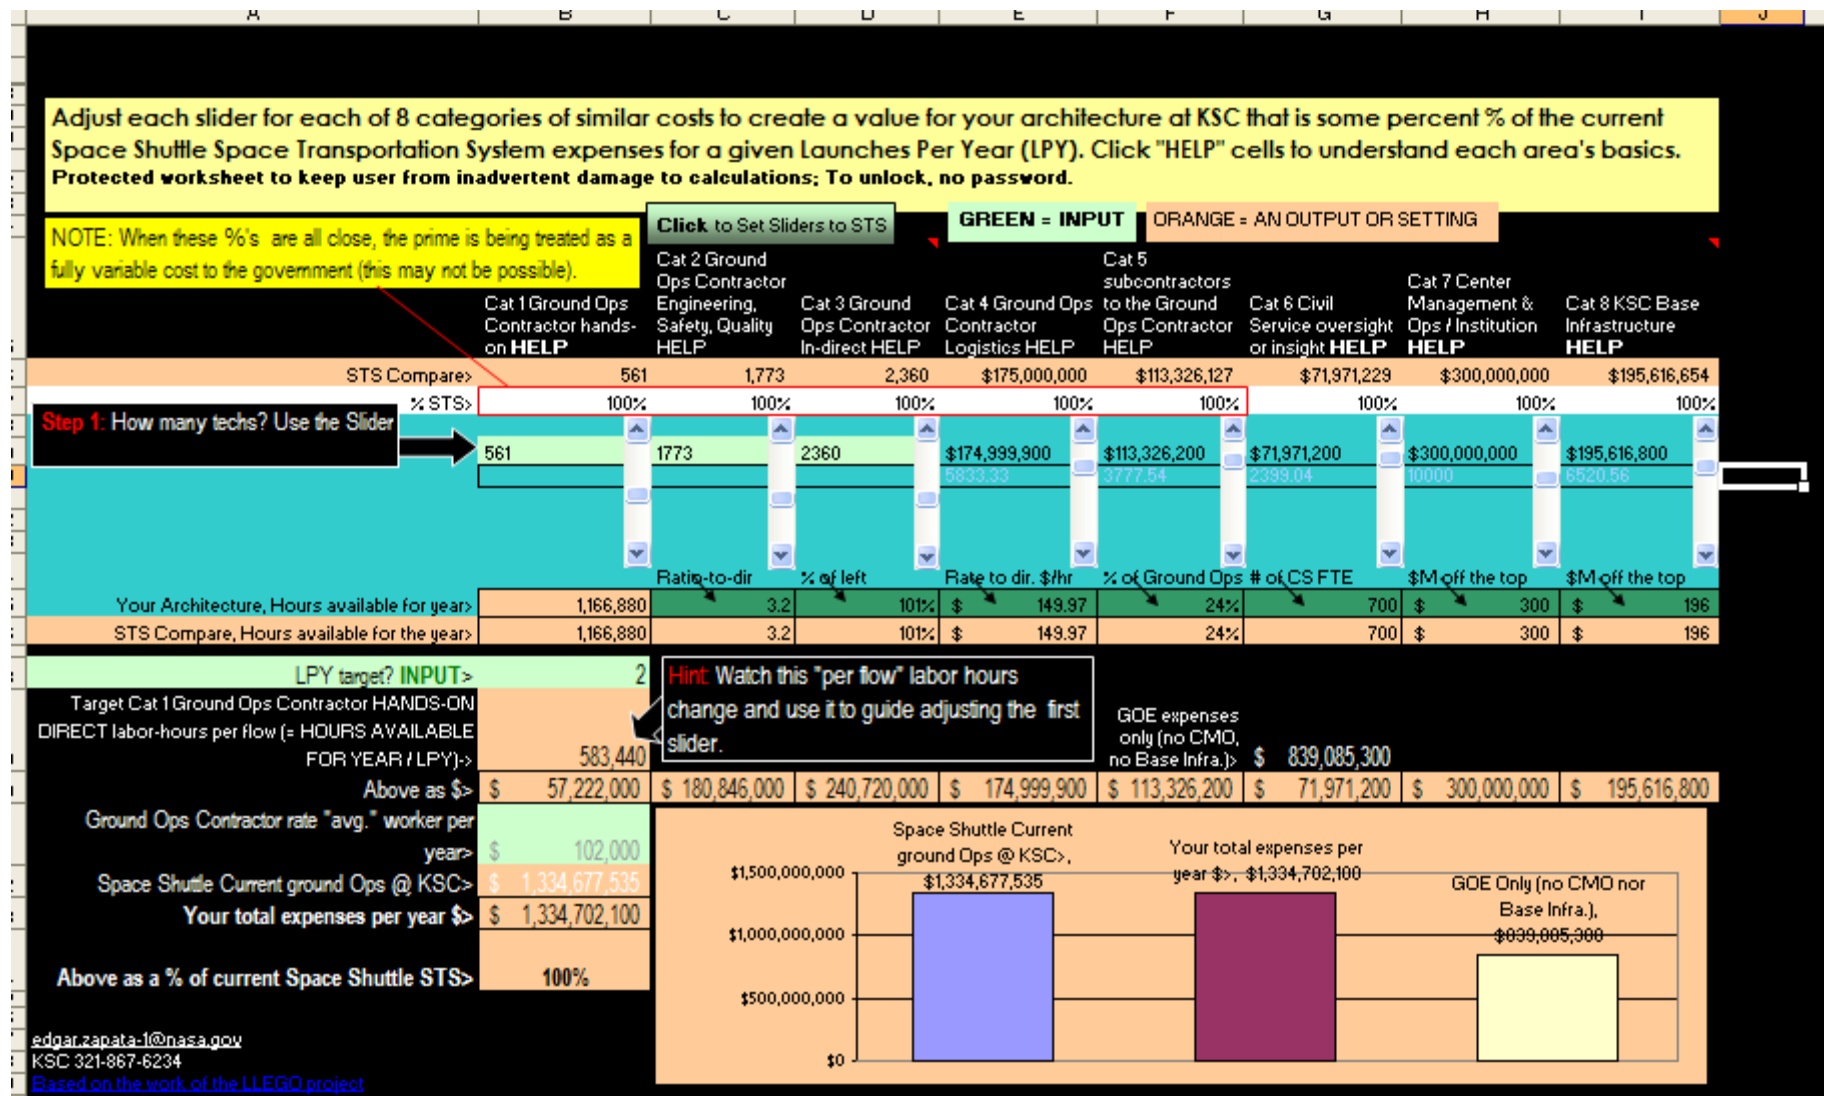 A B C D E F G H I J
Adjust each slider for each of 8 categories of similar costs to create a value for your architecture at KSC that is some percent % of the current
Space Shuttle Space Transportation System expenses for a given Launches Per Year (LPY). Click "HELP" cells to understand each area's basics.
Protected worksheet to keep user from inadvertent damage to calculations; To unlock, no password.
NOTE: When these %'s are all close, the prime is being treated as a
fully variable cost to the government (this may not be possible).
Click to Set Sliders to STS
GREEN = INPUT
ORANGE = AN OUTPUT OR SETTING
Cat 1 Ground Ops
Contractor hands-
on HELP
Cat 2 Ground
Ops Contractor
Engineering,
Safety, Quality
HELP
Cat 3 Ground
Ops Contractor
In-direct HELP
Cat 4 Ground Ops
Contractor
Logistics HELP
Cat 5
subcontractors
to the Ground
Ops Contractor
HELP
Cat 6 Civil
Service oversight
or insight HELP
Cat 7 Center
Management &
Ops / Institution
HELP
Cat 8 KSC Base
Infrastructure
HELP
STS Compare> 561 1,773 2,360 $175,000,000 $113,326,127 $71,971,229 $300,000,000 $195,616,654
% STS> 100% 100% 100% 100% 100% 100% 100% 100%
Step 1: How many techs? Use the Slider
561 1773 2360 $174,999,900 $113,326,200 $71,971,200 $300,000,000 $195,616,800
5833.33 3777.54 2399.04 10000 6520.56
Ratio-to-dir % of left Rate to dir. $/hr % of Ground Ops # of CS FTE $M off the top $M off the top
Your Architecture, Hours available for year> 1,166,880 3.2 101% $ 149.97 24% 700 $ 300 $ 196
STS Compare, Hours available for the year> 1,166,880 3.2 101% $ 149.97 24% 700 $ 300 $ 196
LPY target? INPUT> 2
Target Cat 1 Ground Ops Contractor HANDS-ON
DIRECT labor-hours per flow (= HOURS AVAILABLE
FOR YEAR / LPY)-> 583,440
Hint: Watch this "per flow" labor hours
change and use it to guide adjusting the first
slider.
GOE expenses
only (no CMO,
no Base Infra.)> $ 839,085,300
Above as $> $ 57,222,000 $ 180,846,000 $ 240,720,000 $ 174,999,900 $ 113,326,200 $ 71,971,200 $ 300,000,000 $ 195,616,800
Ground Ops Contractor rate "avg." worker per
year> $ 102,000
Space Shuttle Current ground Ops @ KSC> $ 1,334,677,535
Your total expenses per year $> $ 1,334,702,100
Above as a % of current Space Shuttle STS> 100%
Space Shuttle Current
ground Ops @ KSC>,
$1,334,677,535
Your total expenses per
year $>, $1,334,702,100
GOE Only (no CMO nor
Base Infra.),
$839,085,300
$1,500,000,000
$1,000,000,000
$500,000,000
$0
edgar.zapata-1@nasa.gov
KSC 321-867-6234
Based on the work of the LLEGO project